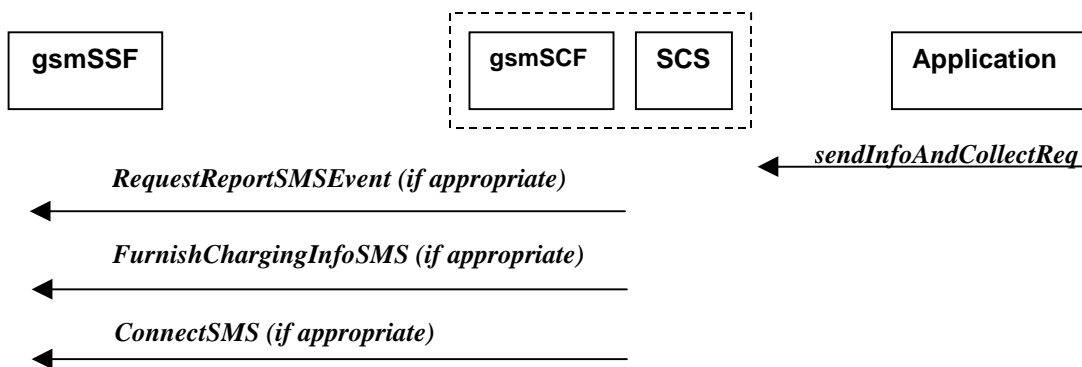 gsmSSF
gsmSCF
SCS
Application
sendInfoAndCollectReq
RequestReportSMSEvent (if appropriate)
FurnishChargingInfoSMS (if appropriate)
ConnectSMS (if appropriate)